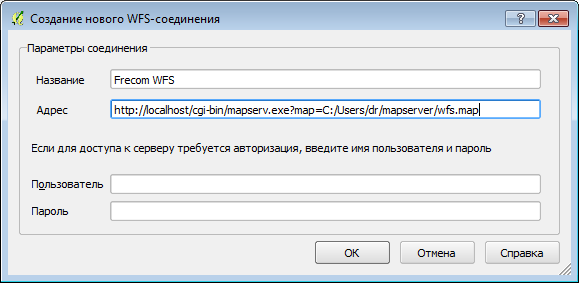 Создание нового WFS-соединения
Параметры соединения
Название Frecom WFS
Адрес http://localhost/cgi-bin/mapserv.exe?map=C:/Users/dr/mapserver/wfs.map
Если для доступа к серверу требуется авторизация, введите имя пользователя и пароль
Пользователь
Пароль
OK Отмена Справка